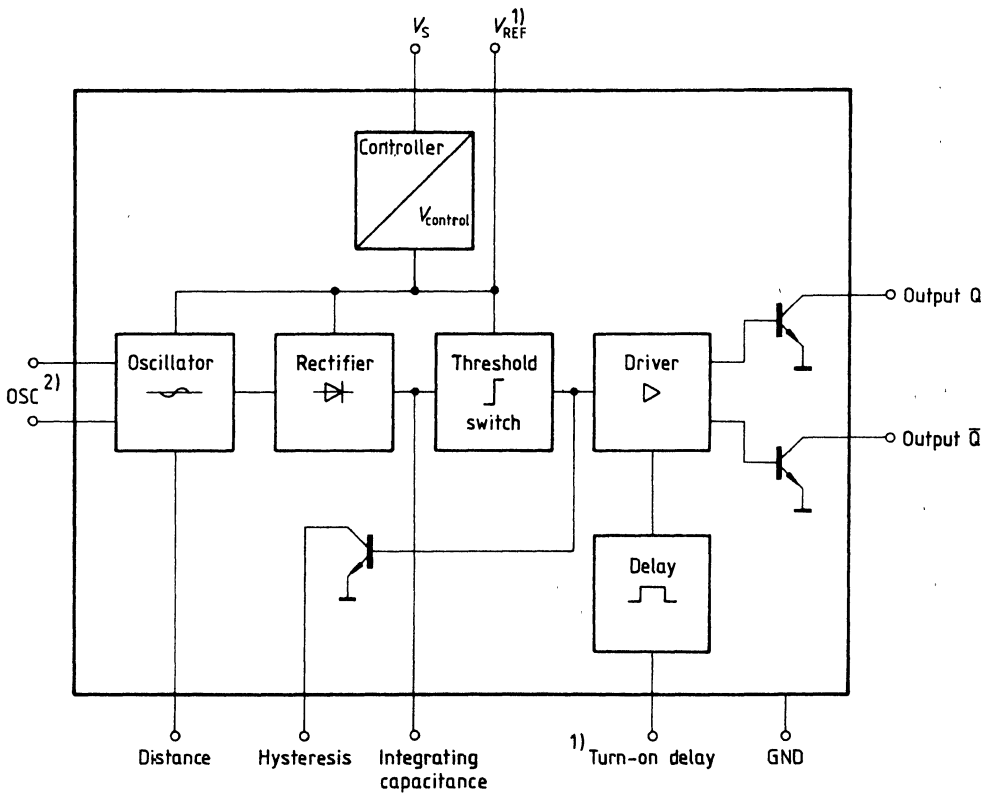 V_S
V_REF 1)
Controller
V_control
Oscillator
Rectifier
Threshold
switch
Driver
Output Q
OSC 2)
Output Q̅
Delay
Distance
Hysteresis
Integrating
capacitance
1) Turn-on delay
GND